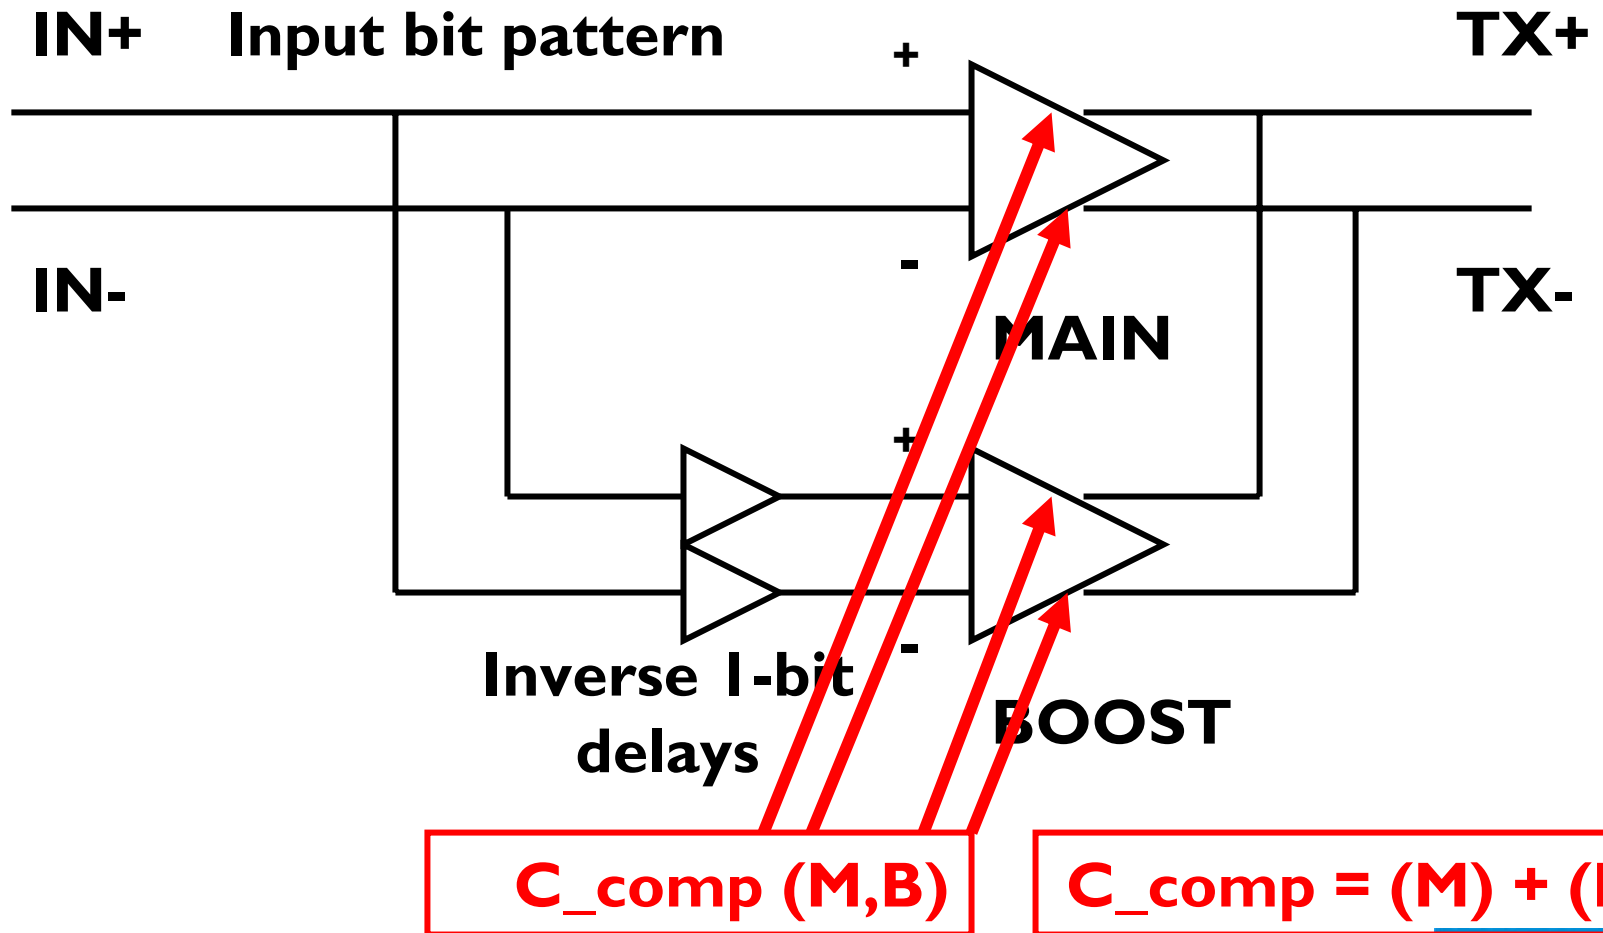 IN+ Input bit pattern + TX+
-
IN- TX-
MAIN
+
-
Inverse 1-bit
delays
BOOST
C_comp (M,B) C_comp = (M) + (